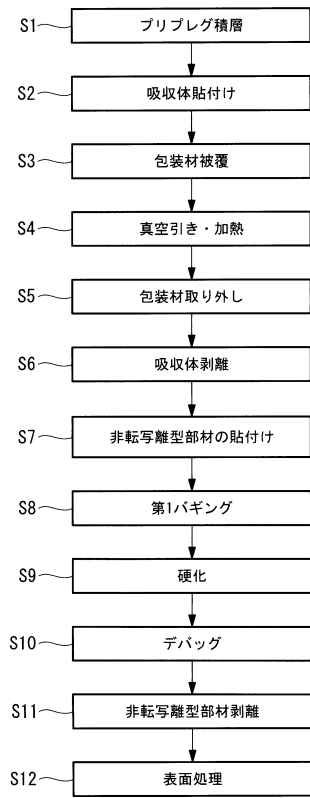 S1 プリプレグ積層
S2 吸収体貼付け
S3 包装材被覆
S4 真空引き・加熱
S5 包装材取り外し
S6 吸収体剥離
S7 非転写離型部材の貼付け
S8 第1バギング
S9 硬化
S10 デバッグ
S11 非転写離型部材剥離
S12 表面処理